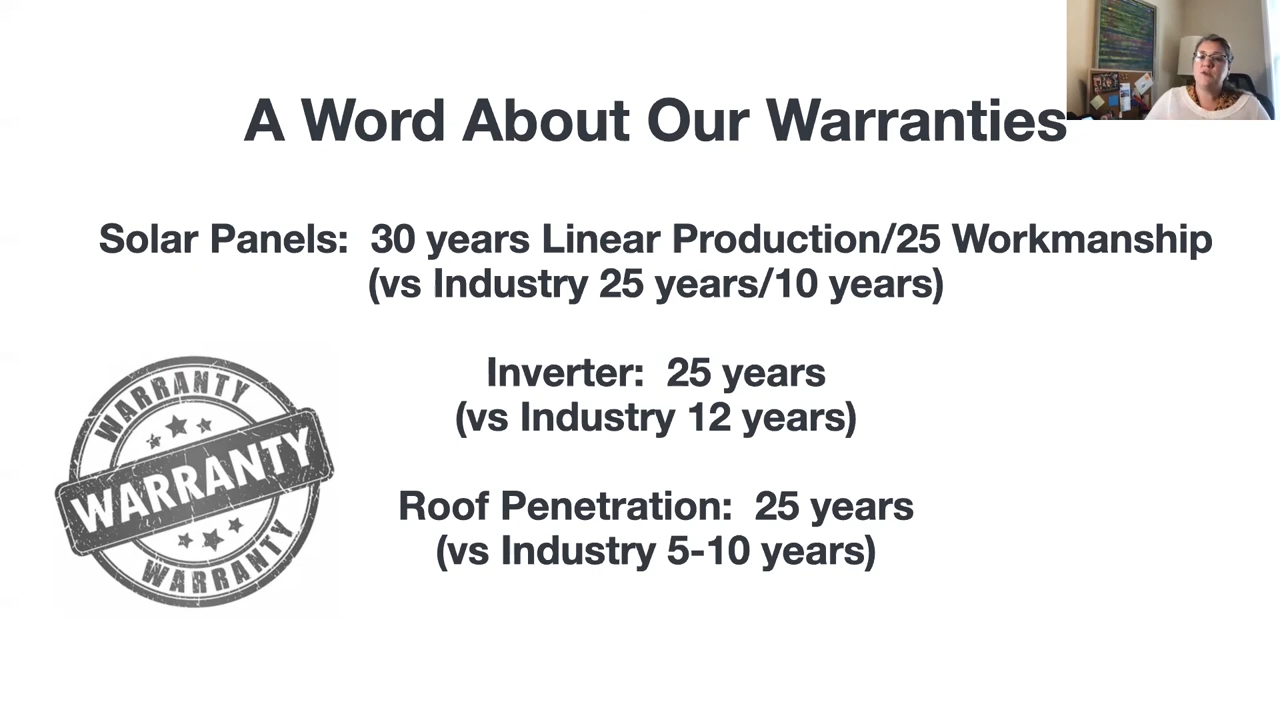 A Word About Our Warranties
Solar Panels:  30 years Linear Production/25 Workmanship
(vs Industry 25 years/10 years)
Inverter:  25 years
(vs Industry 12 years)
Roof Penetration:  25 years
(vs Industry 5-10 years)
WARRANTY
WARRANTY
WARRANTY